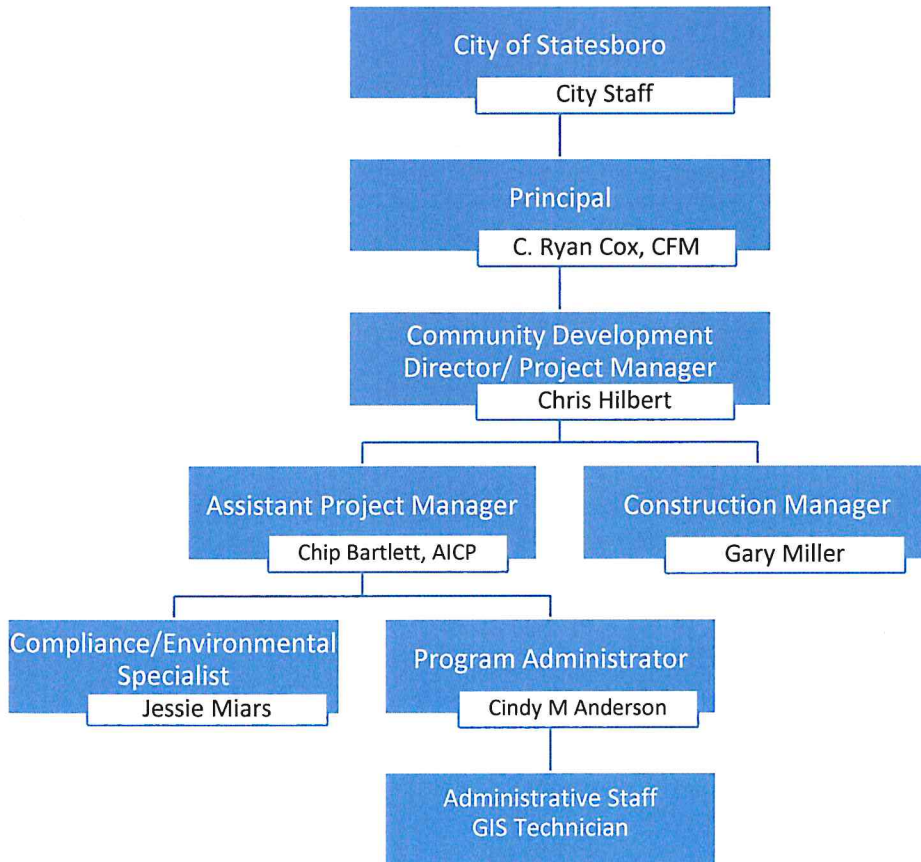 City of Statesboro
City Staff
Principal
C. Ryan Cox, CFM
Community Development
Director/ Project Manager
Chris Hilbert
Assistant Project Manager
Chip Bartlett, AICP
Construction Manager
Gary Miller
Compliance/Environmental
Specialist
Jessie Miars
Program Administrator
Cindy M Anderson
Administrative Staff
GIS Technician